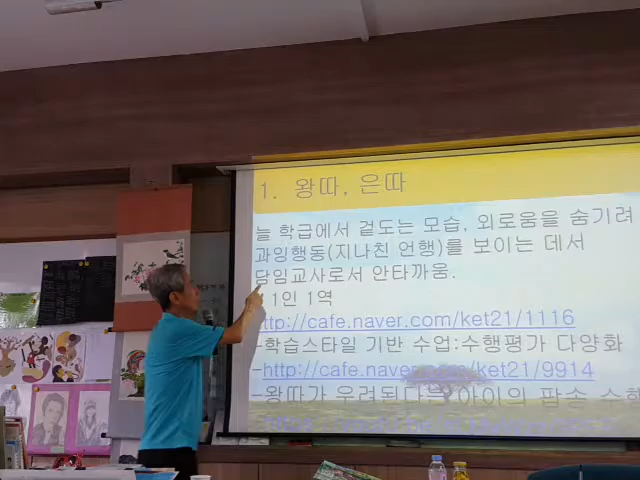 1. 왕따, 은따
늘 학급에서 겉도는 모습, 외로움을 숨기려
과잉행동(지나친 언행)를 보이는 데서
담임교사로서 안타까움.
1인 1역
http://cafe.naver.com/ket21/1116
-학습스타일 기반 수업:수행평가 다양화
-http://cafe.naver.com/ket21/9914
-왕따가 우려된다는 아이의 팔송